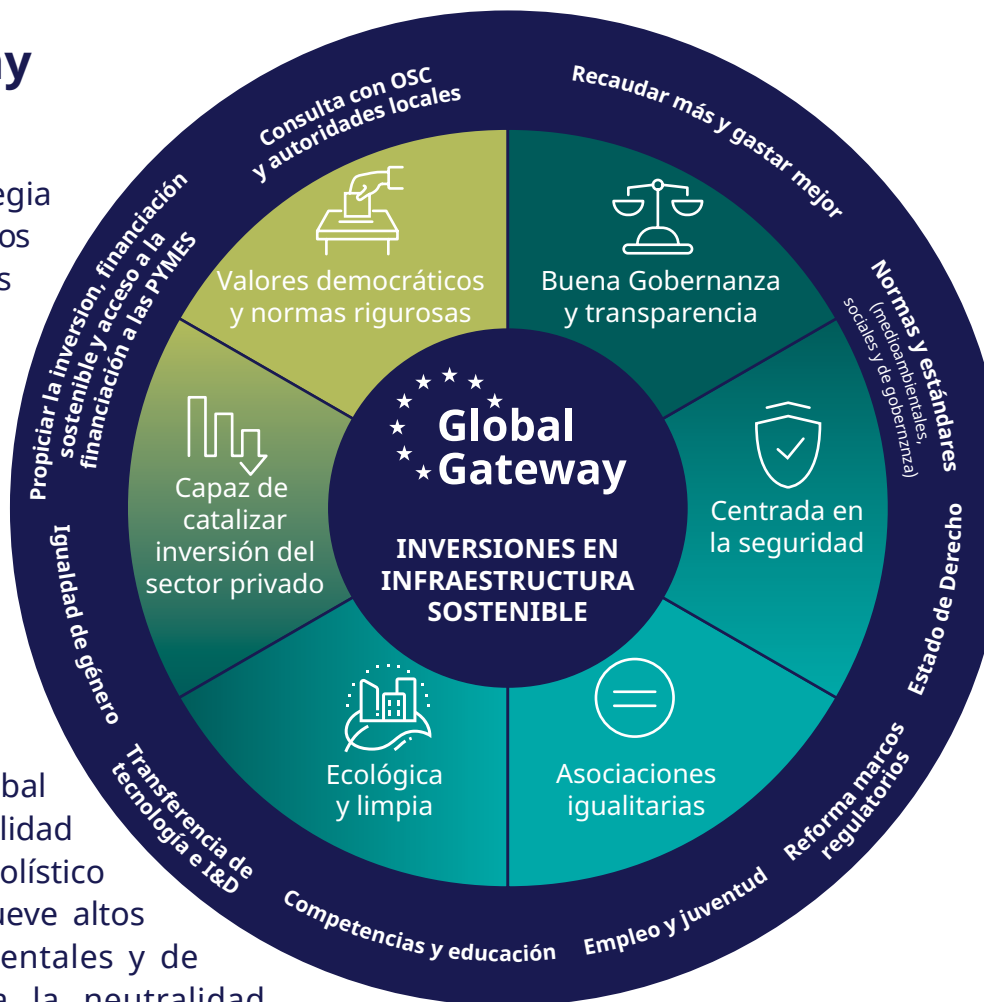 ay
egia
os
s
Consulta con OSC
y autoridades locales
Recaudar más y gastar mejor
Normas y estándares
(medioambientales,
sociales y de gobernznza)
Estado de Derecho
Reforma marcos
regulatorios
Empleo y juventud
Competencias y educación
Transferencia de
tecnología e I&D
Ignaldad de género
Propiciar la inversion, financiación
sostenible y acceso a la
financiación a las PYMES
Valores democráticos
y normas rigurosas
Buena Gobernanza
y transparencia
Centrada en
la seguridad
Asociaciones
igualitarias
Ecológica
y limpia
Capaz de
catalizar
inversión del
sector privado
Global
Gateway
INVERSIONES EN
INFRAESTRUCTURA
SOSTENIBLE
bal
lidad
olístico
ueve altos
entales y de
a la neutralidad